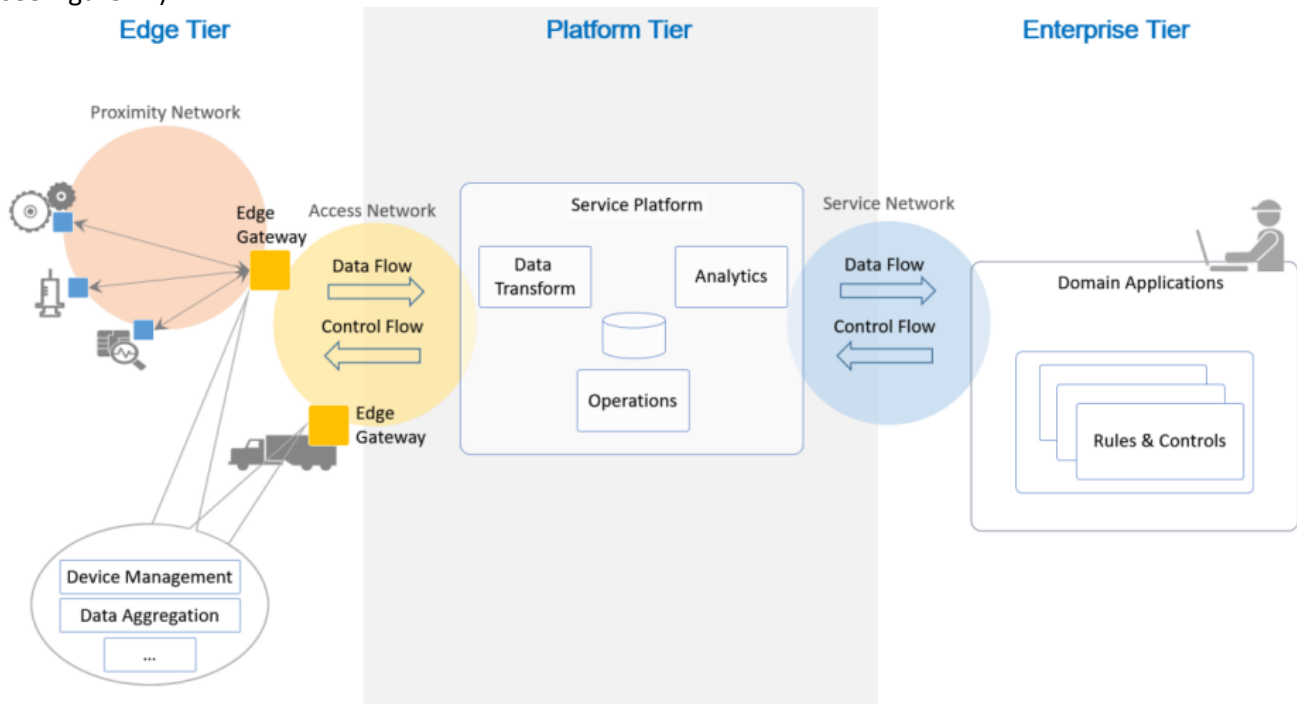 Edge Tier
Platform Tier
Enterprise Tier
Proximity Network
Edge
Gateway
Access Network
Data Flow
Control Flow
Edge
Gateway
Device Management
Data Aggregation
...
Service Platform
Data
Transform
Analytics
Operations
Service Network
Data Flow
Control Flow
Domain Applications
Rules & Controls